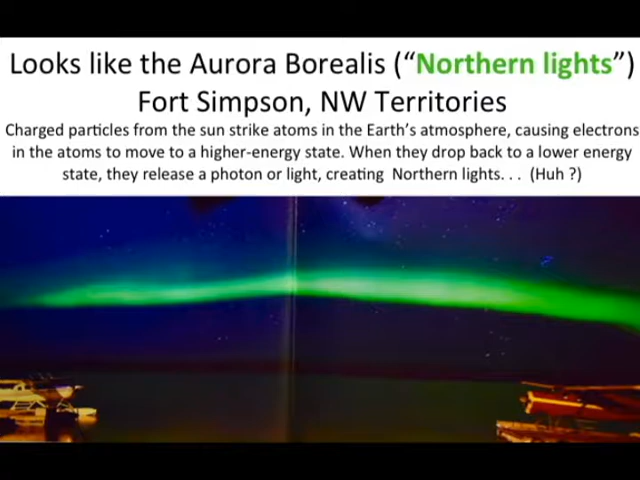 Looks like the Aurora Borealis (“Northern lights”)
Fort Simpson, NW Territories
Charged particles from the sun strike atoms in the Earth’s atmosphere, causing electrons
in the atoms to move to a higher-energy state. When they drop back to a lower energy
state, they release a photon or light, creating Northern lights. . . (Huh ?)